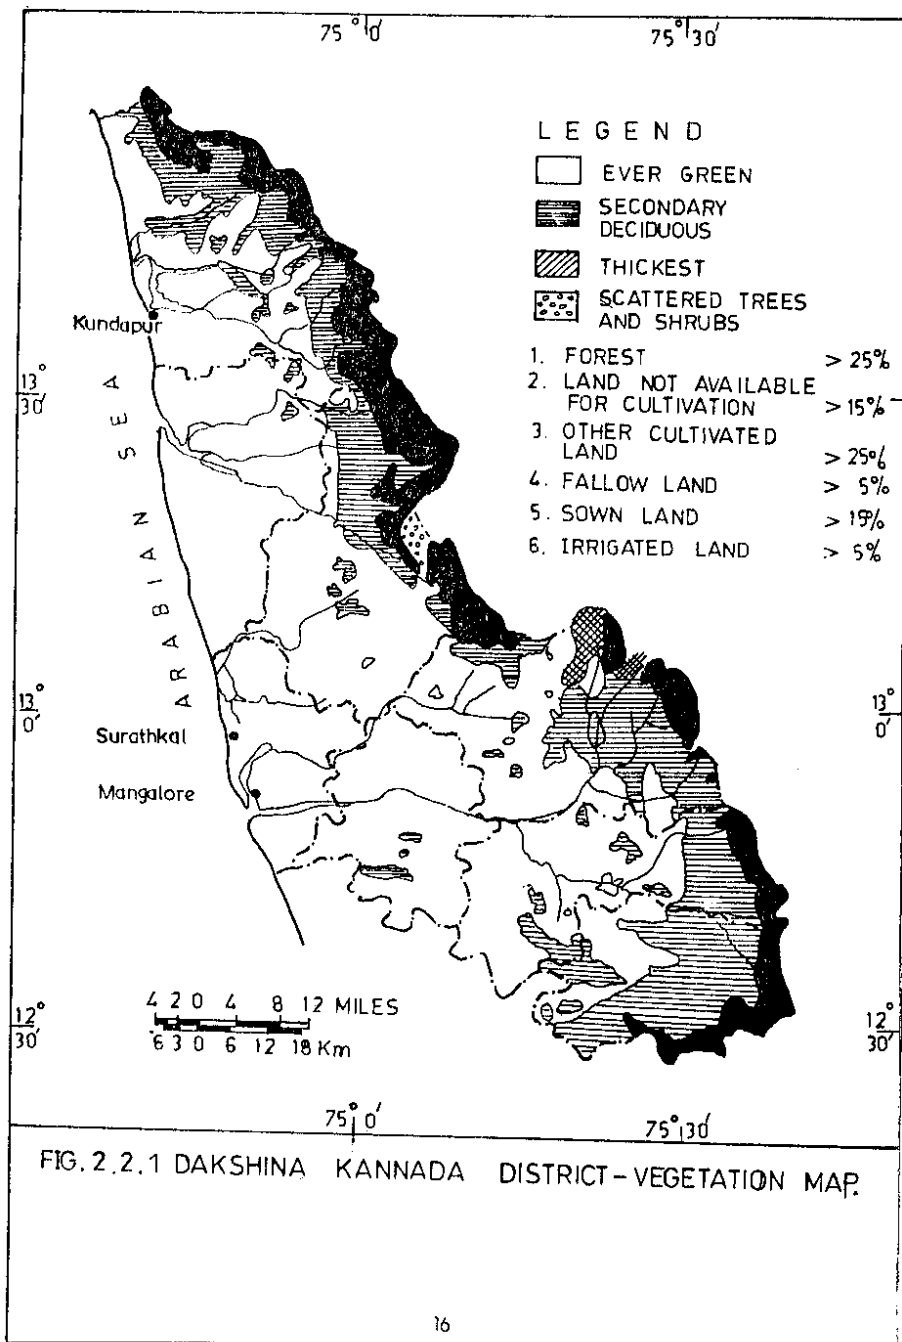 75° 0′
75° 30′
LEGEND
EVER GREEN
SECONDARY
DECIDUOUS
THICKEST
SCATTERED TREES
AND SHRUBS
1. FOREST > 25%
2. LAND NOT AVAILABLE
FOR CULTIVATION > 15%
3. OTHER CULTIVATED
LAND > 25%
4. FALLOW LAND > 5%
5. SOWN LAND > 15%
6. IRRIGATED LAND > 5%
Kundapur
13°
30′
ARABIAN SEA
13°
0′
13°
0′
Surathkal
Mangalore
4 2 0 4 8 12 MILES
6 3 0 6 12 18 Km
12°
30′
12°
30′
75° 0′
75° 30′
FIG. 2.2.1 DAKSHINA KANNADA DISTRICT-VEGETATION MAP.
16